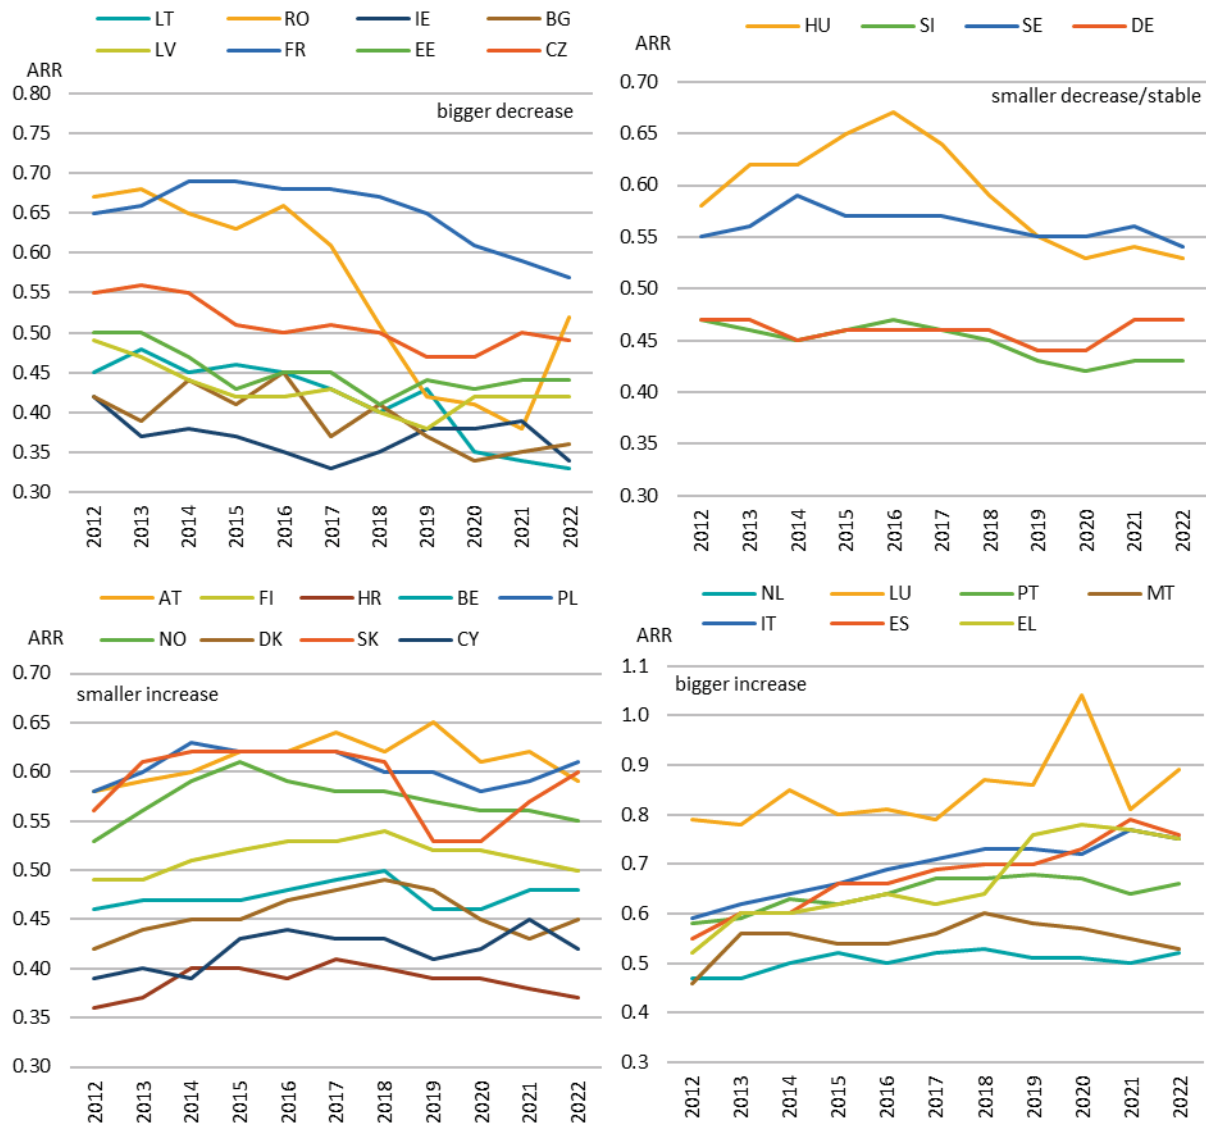 LT RO IE BG
LV FR EE CZ
ARR
bigger decrease
0.80
0.75
0.70
0.65
0.60
0.55
0.50
0.45
0.40
0.35
0.30
2012 2013 2014 2015 2016 2017 2018 2019 2020 2021 2022
HU SI SE DE
ARR
smaller decrease/stable
0.70
0.65
0.60
0.55
0.50
0.45
0.40
0.35
0.30
2012 2013 2014 2015 2016 2017 2018 2019 2020 2021 2022
AT FI HR BE PL
NO DK SK CY
ARR
smaller increase
0.70
0.65
0.60
0.55
0.50
0.45
0.40
0.35
0.30
2012 2013 2014 2015 2016 2017 2018 2019 2020 2021 2022
NL LU PT MT
IT ES EL
ARR
bigger increase
1.1
1.0
0.9
0.8
0.7
0.6
0.5
0.4
0.3
2012 2013 2014 2015 2016 2017 2018 2019 2020 2021 2022